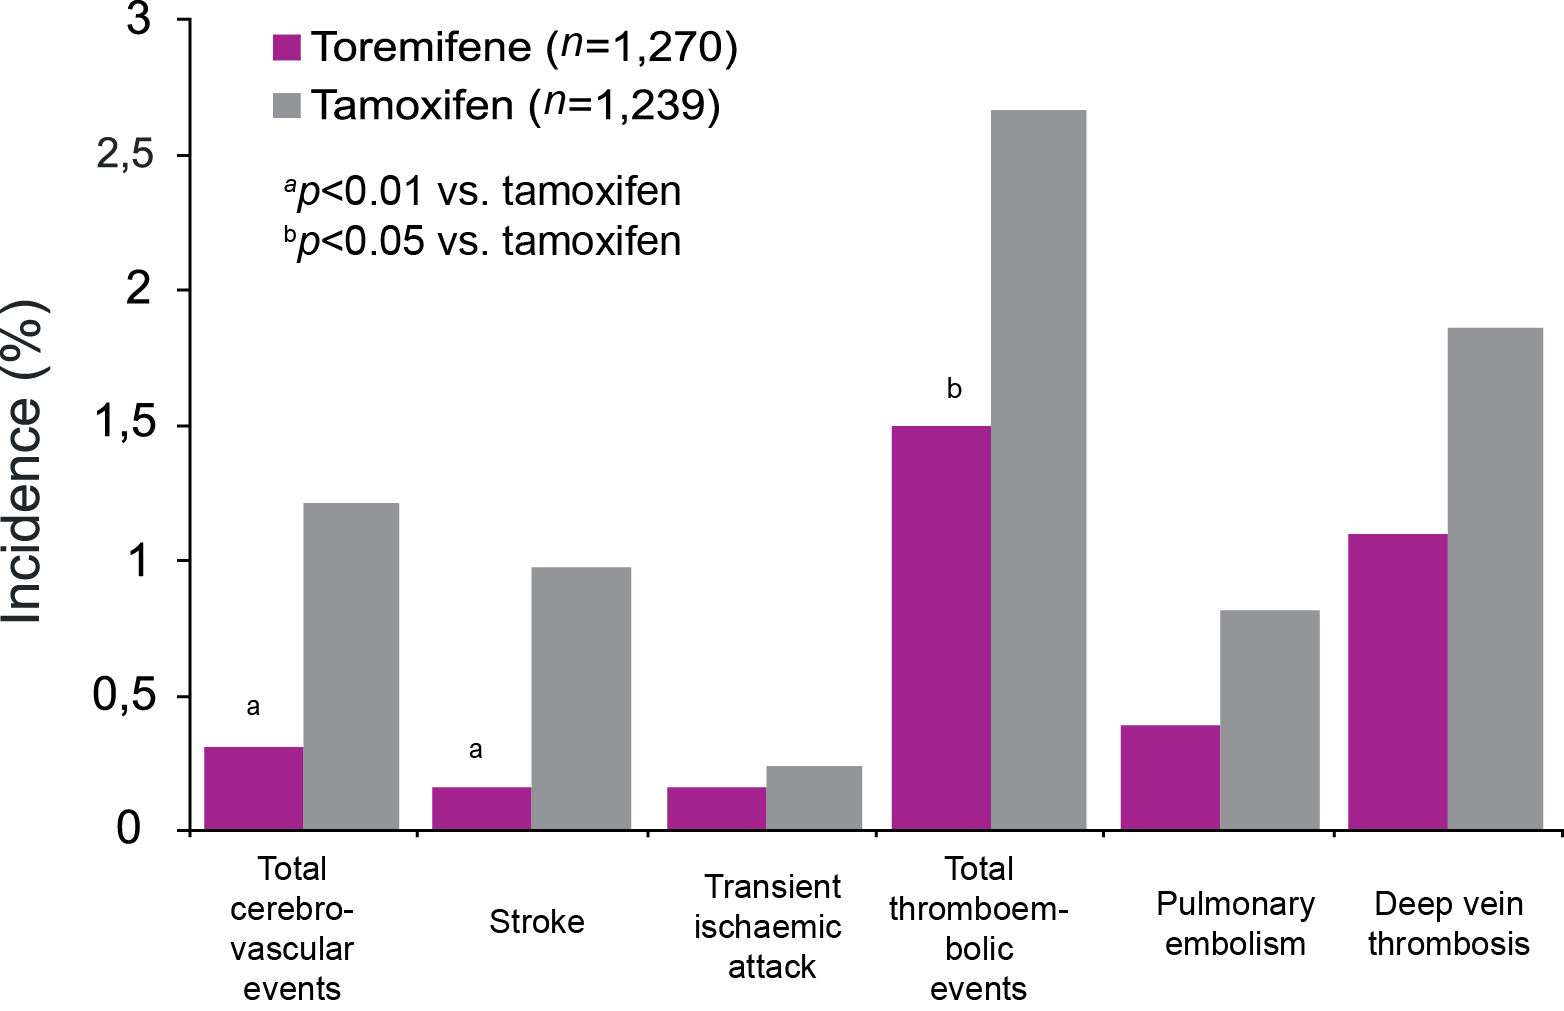 3
2,5
2
1,5
1
0,5
0
Incidence (%)
Toremifene (n=1,270)
Tamoxifen (n=1,239)
ap<0.01 vs. tamoxifen
bp<0.05 vs. tamoxifen
a
a
b
Total
cerebro-
vascular
events
Stroke
Transient
ischaemic
attack
Total
thromboem-
bolic
events
Pulmonary
embolism
Deep vein
thrombosis